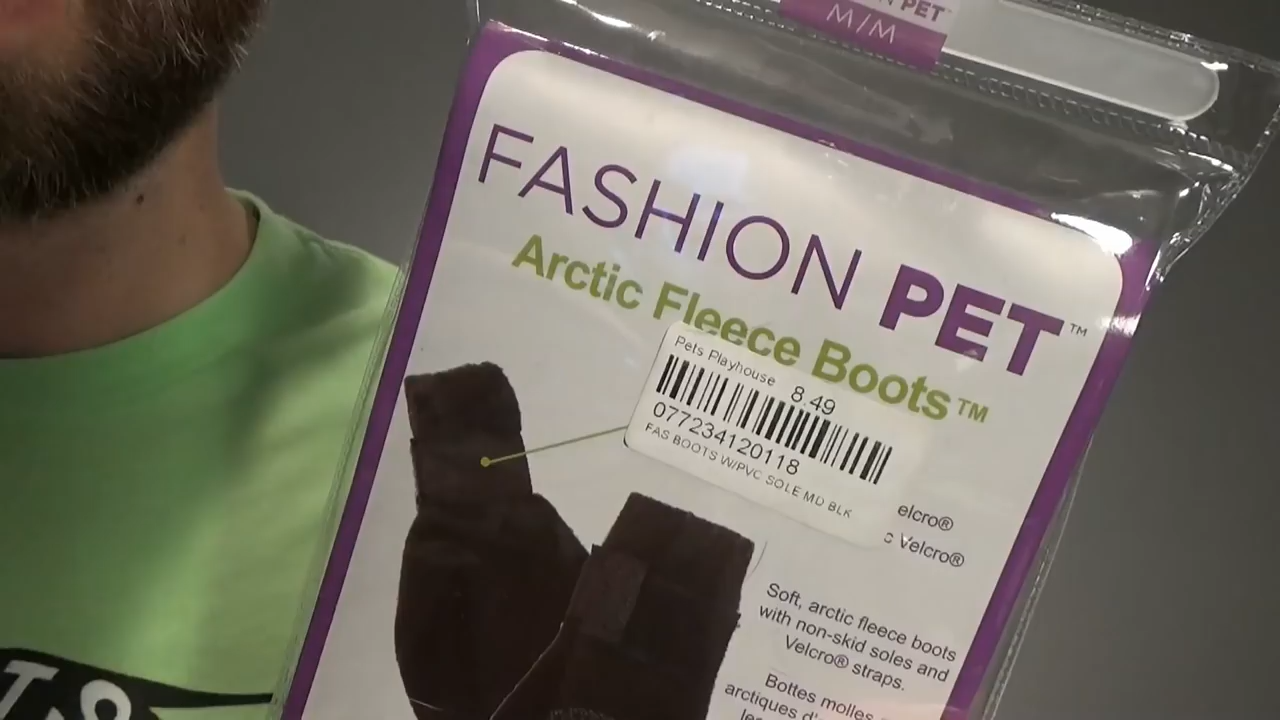 PET™
M/M
FASHION PET™
Arctic Fleece Boots™
Pets Playhouse 8.49
077234120118
FAS BOOTS W/PVC SOLE MD BLK
elcro®
c Velcro®
Soft, arctic fleece boots
with non-skid soles and
Velcro® straps.
Bottes molles
arctiques